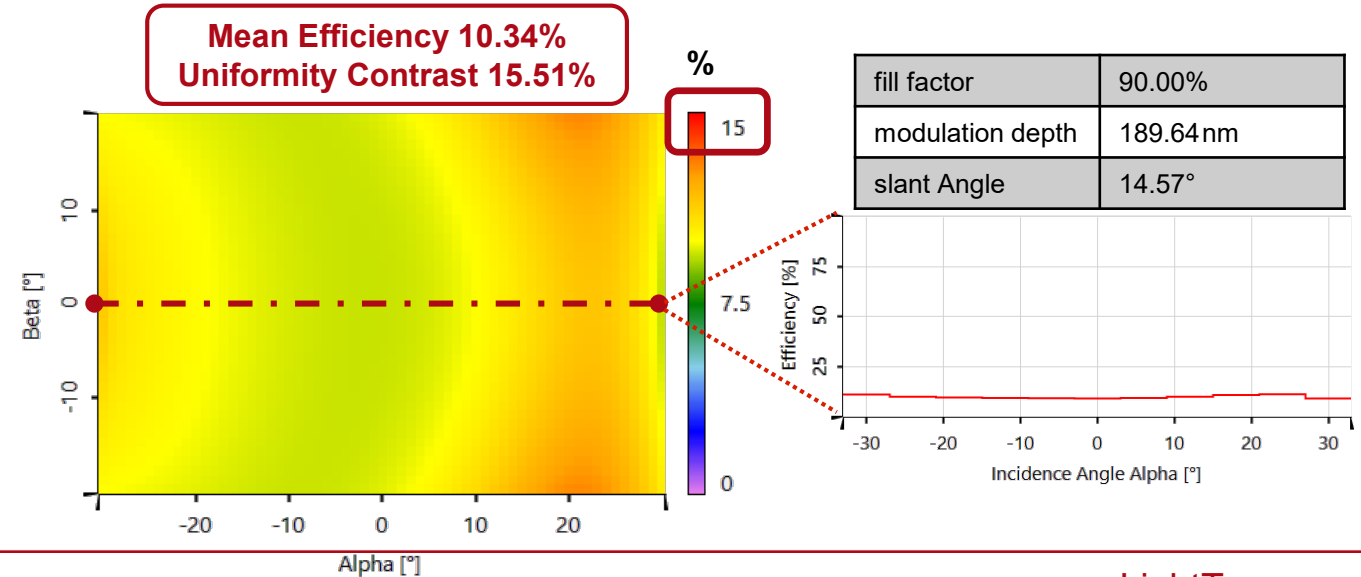 Mean Efficiency 10.34%
Uniformity Contrast 15.51%
%
15
7.5
0
10
0
-10
Beta [°]
-20 -10 0 10 20
Alpha [°]
fill factor 90.00%
modulation depth 189.64nm
slant Angle 14.57°
75
50
25
Efficiency [%]
-30 -20 -10 0 10 20 30
Incidence Angle Alpha [°]